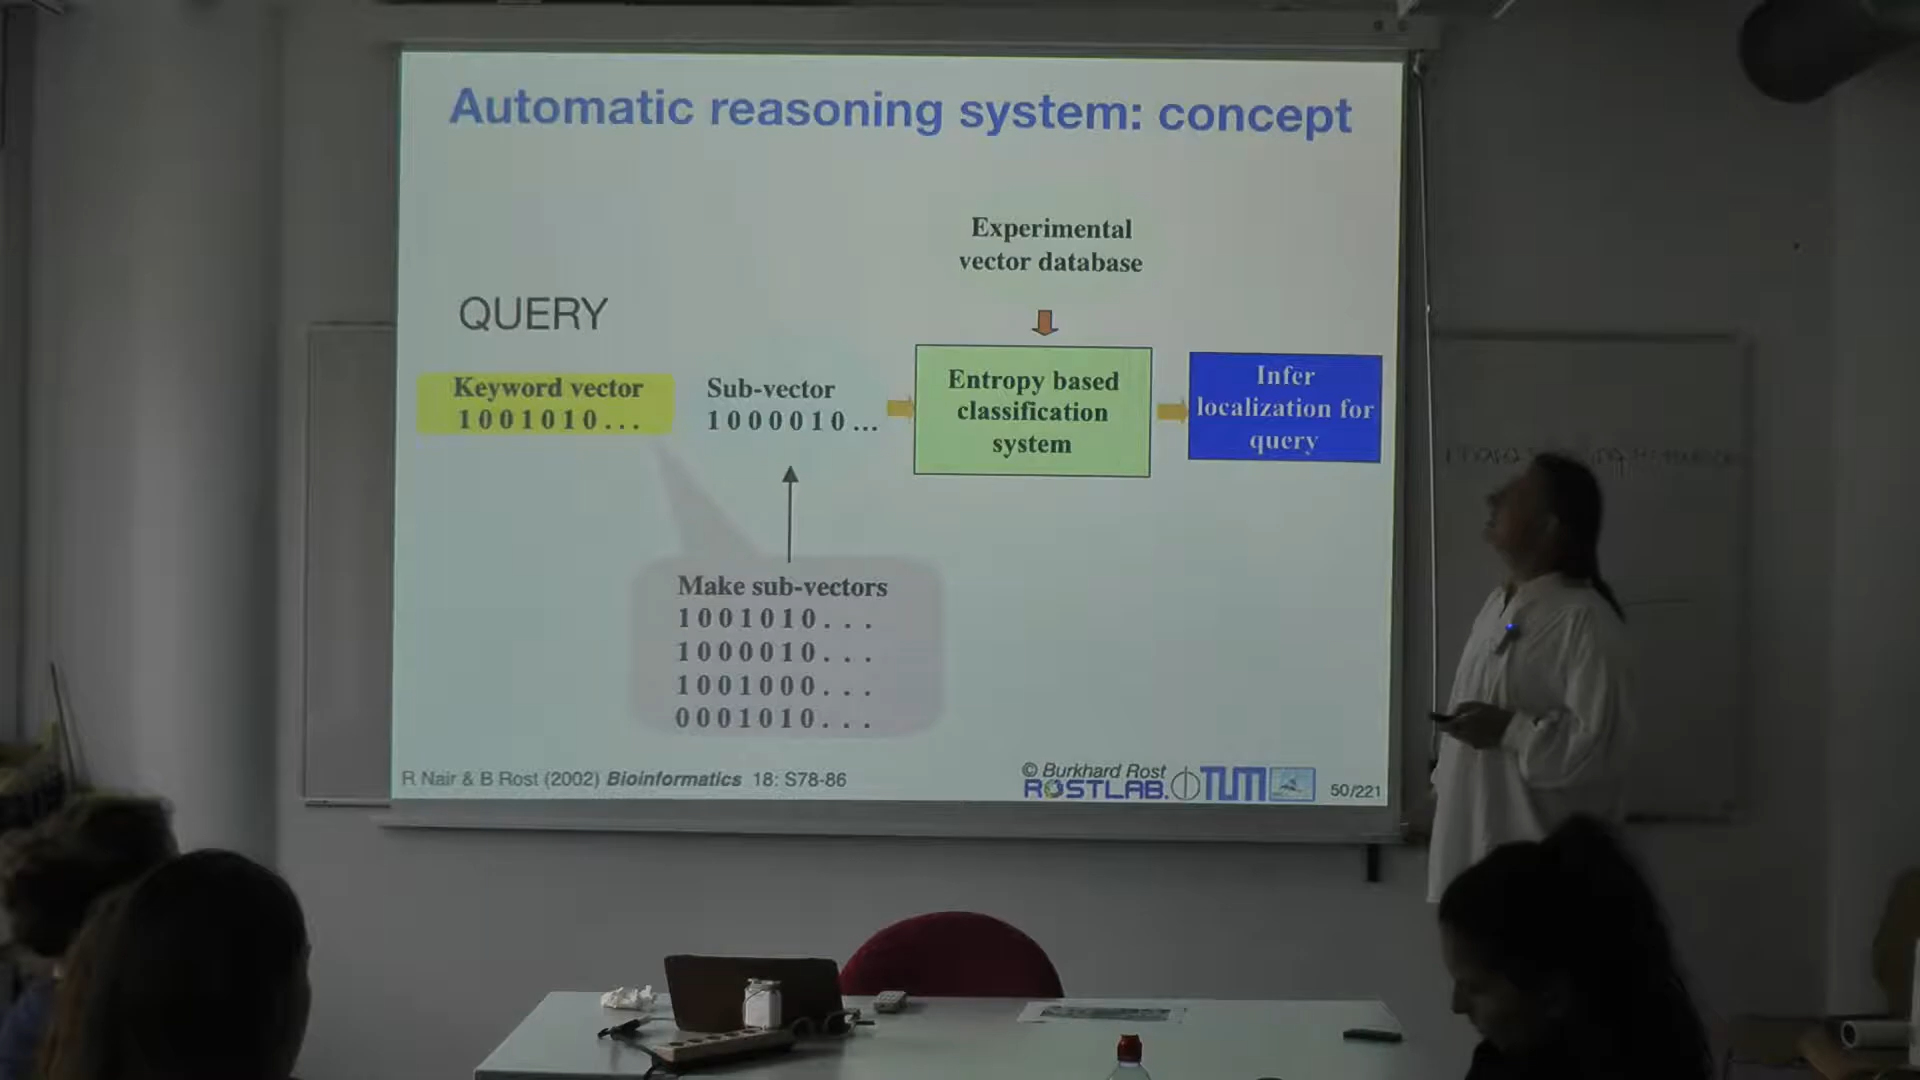 Automatic reasoning system: concept
Experimental
vector database
QUERY
Keyword vector
1001010...
Sub-vector
1000010...
Entropy based
classification
system
Infer
localization for
query
Make sub-vectors
1001010...
1000010...
1001000...
0001010...
R Nair & B Rost (2002) Bioinformatics 18: S78-86
© Burkhard Rost
ROSTLAB.
TUM
50/221